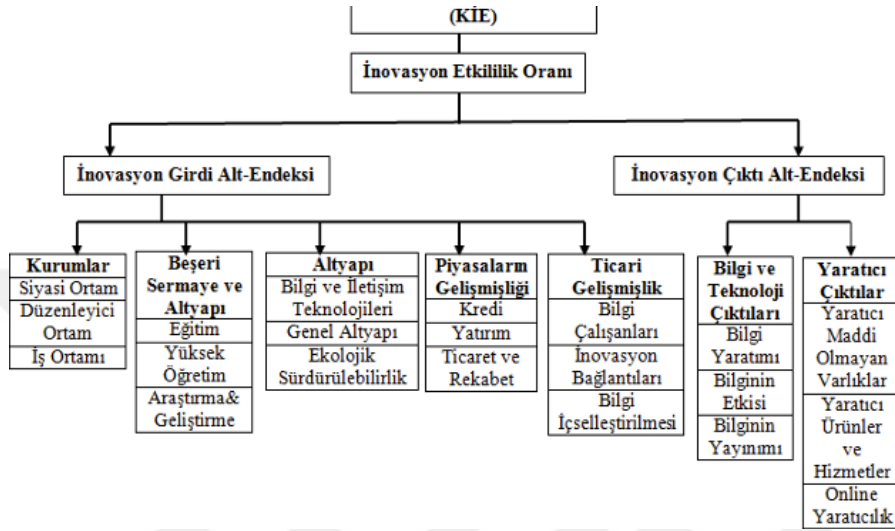 (KİE)
İnovasyon Etkililik Oranı
İnovasyon Girdi Alt-Endeksi
İnovasyon Çıktı Alt-Endeksi
Kurumlar
Siyasi Ortam
Düzenleyici
Ortam
İş Ortamı
Beşeri
Sermaye ve
Altyapı
Eğitim
Yüksek
Öğretim
Araştırma&
Geliştirme
Altyapı
Bilgi ve İletişim
Teknolojileri
Genel Altyapı
Ekolojik
Sürdürülebilirlik
Piyasaların
Gelişmişliği
Kredi
Yatırım
Ticaret ve
Rekabet
Ticari
Gelişmişlik
Bilgi
Çalışanları
İnovasyon
Bağlantıları
Bilgi
İçselleştirilmesi
Bilgi ve
Teknoloji
Çıktıları
Bilgi
Yaratımı
Bilginin
Etkisi
Bilginin
Yayınımı
Yaratıcı
Çıktılar
Yaratıcı
Maddi
Olmayan
Varlıklar
Yaratıcı
Ürünler
ve
Hizmetler
Online
Yaratıcılık